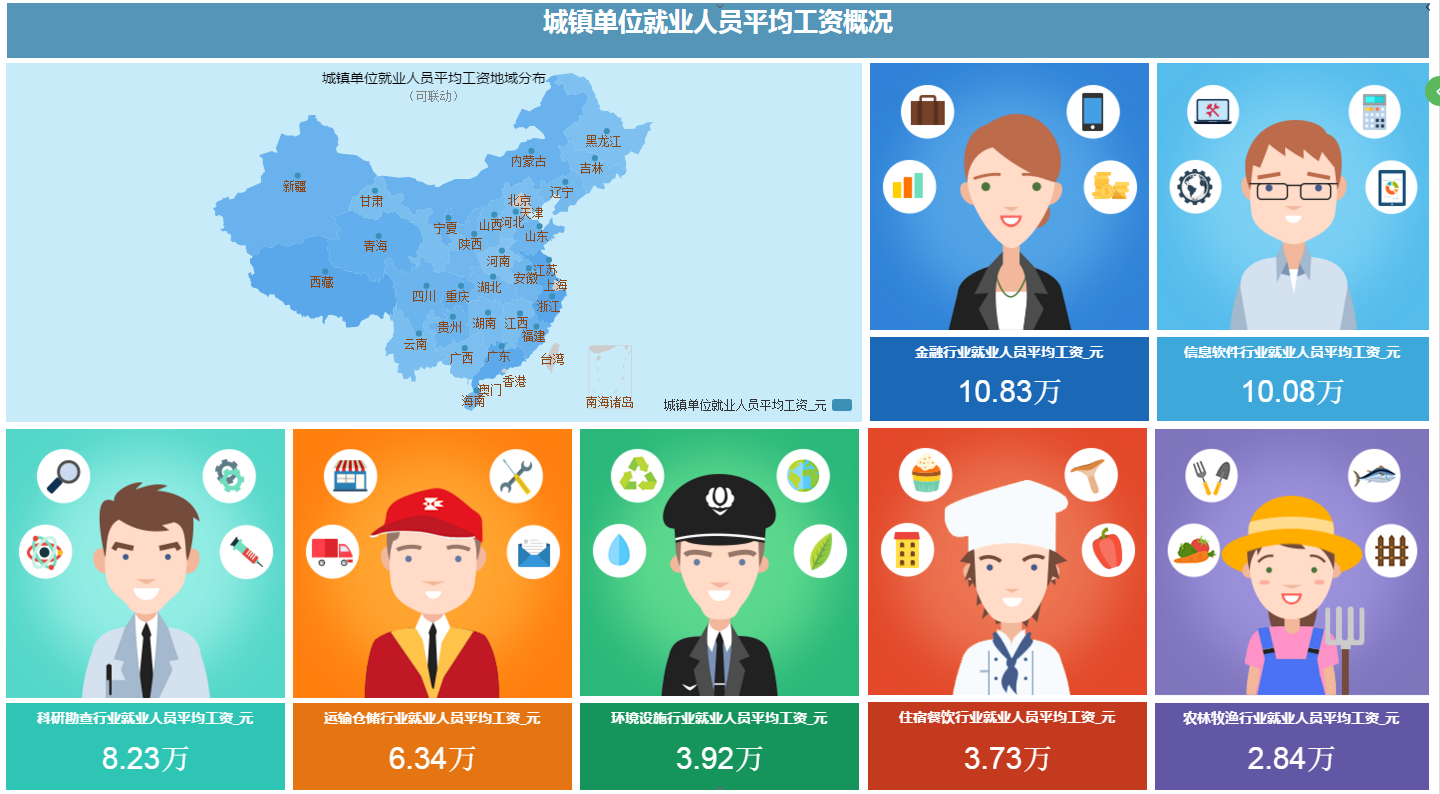 城镇单位就业人员平均工资概况
城镇单位就业人员平均工资地域分布
（可联动）
黑龙江
内蒙古
吉林
新疆
辽宁
甘肃
北京
天津
宁夏
山西
河北
陕西
山东
青海
河南
江苏
西藏
安徽
上海
四川
重庆
湖北
浙江
贵州
湖南
江西
云南
福建
广西
广东
台湾
香港
澳门
海南
南海诸岛
城镇单位就业人员平均工资_元
金融行业就业人员平均工资_元
10.83万
信息软件行业就业人员平均工资_元
10.08万
科研勘查行业就业人员平均工资_元
8.23万
运输仓储行业就业人员平均工资_元
6.34万
环境设施行业就业人员平均工资_元
3.92万
住宿餐饮行业就业人员平均工资_元
3.73万
农林牧渔行业就业人员平均工资_元
2.84万